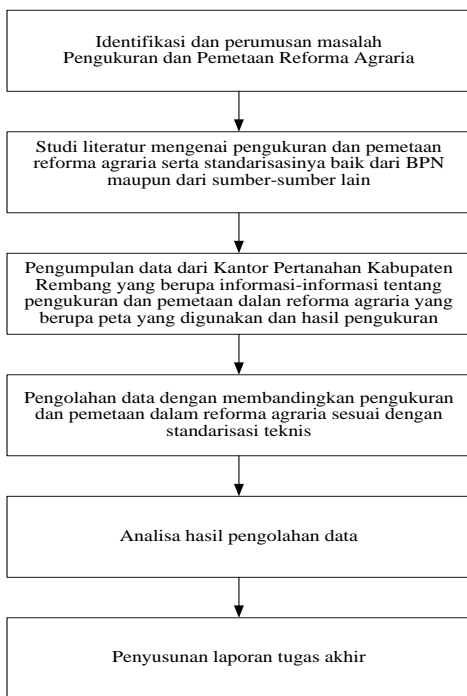 Identifikasi dan perumusan masalah
Pengukuran dan Pemetaan Reforma Agraria
Studi literatur mengenai pengukuran dan pemetaan
reforma agraria serta standarisasinya baik dari BPN
maupun dari sumber-sumber lain
Pengumpulan data dari Kantor Pertanahan Kabupaten
Rembang yang berupa informasi-informasi tentang
pengukuran dan pemetaan dalan reforma agraria yang
berupa peta yang digunakan dan hasil pengukuran
Pengolahan data dengan membandingkan pengukuran
dan pemetaan dalam reforma agraria sesuai dengan
standarisasi teknis
Analisa hasil pengolahan data
Penyusunan laporan tugas akhir